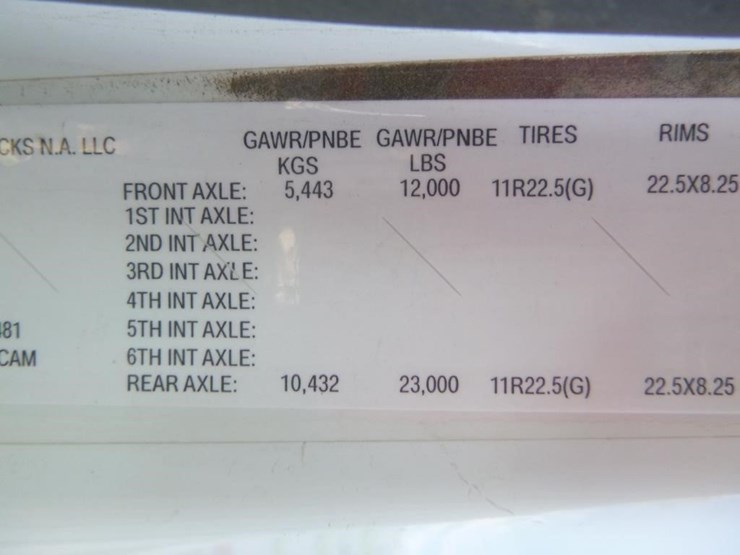 CKS N.A. LLC GAWR/PNBE GAWR/PNBE TIRES RIMS
KGS LBS
FRONT AXLE: 5,443 12,000 11R22.5(G) 22.5X8.25
1ST INT AXLE:
2ND INT AXLE:
3RD INT AXLE:
4TH INT AXLE:
481 5TH INT AXLE:
CAM 6TH INT AXLE:
REAR AXLE: 10,432 23,000 11R22.5(G) 22.5X8.25